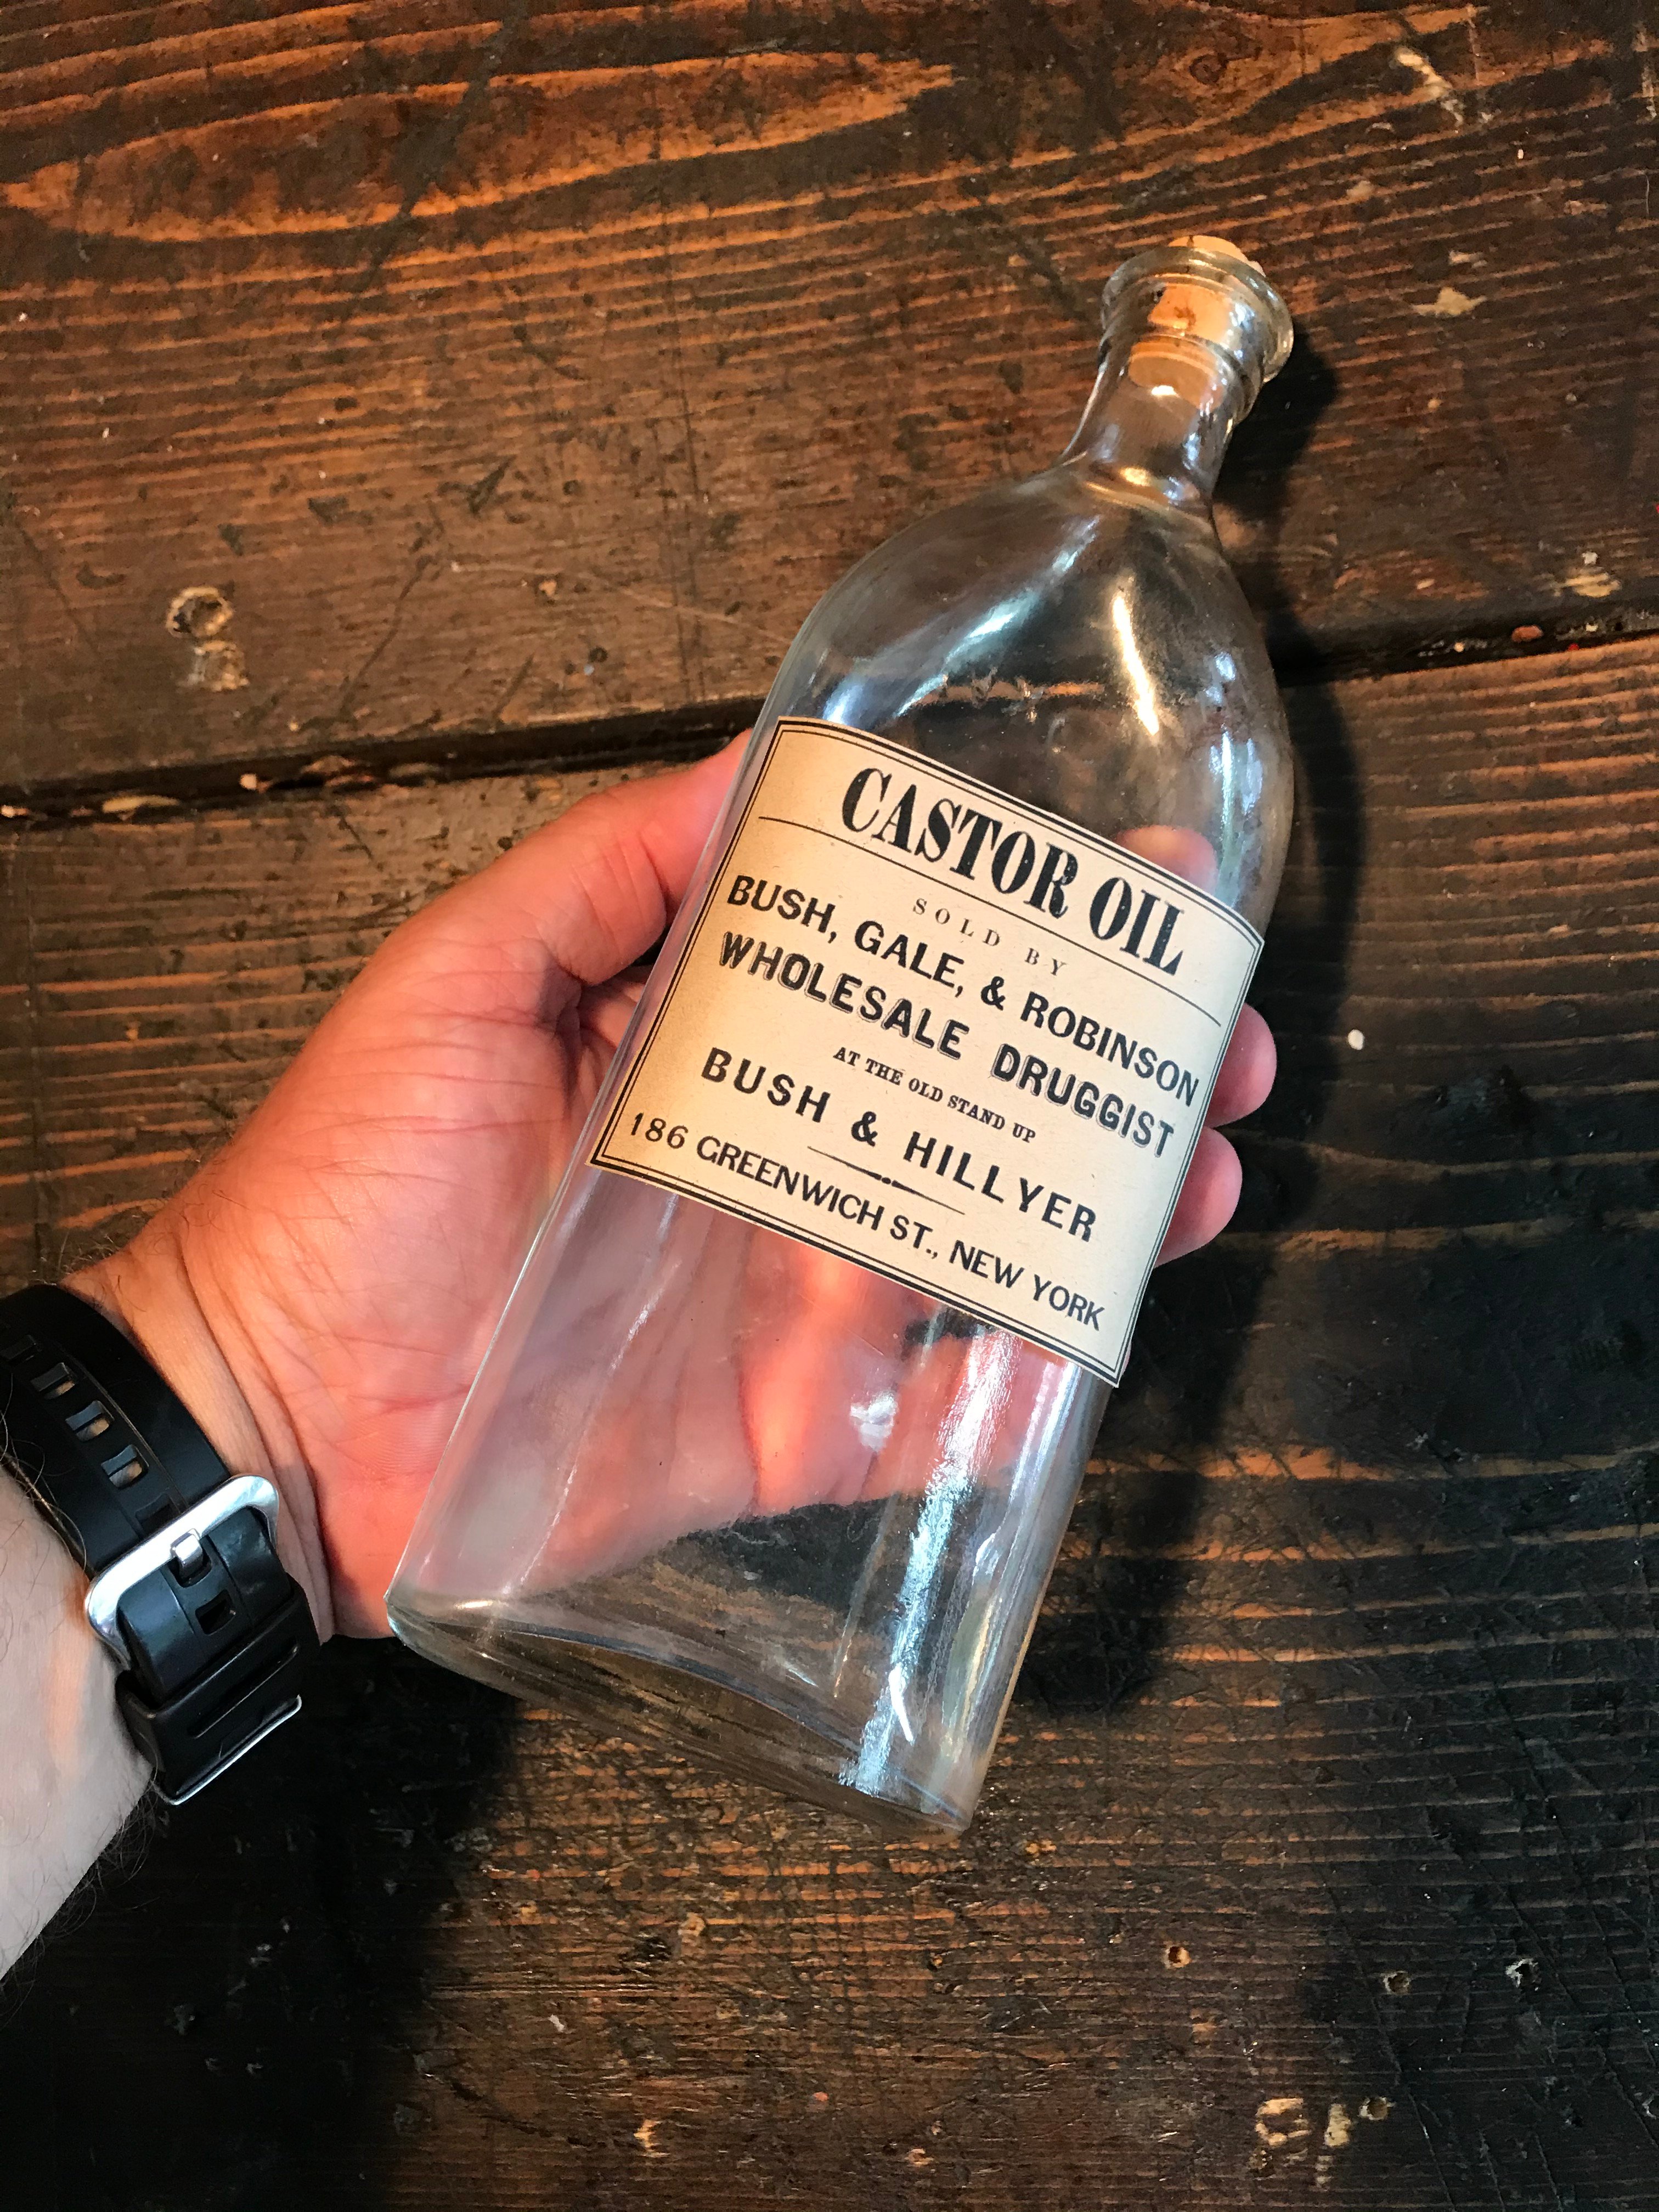 CASTOR OIL
SOLD BY
BUSH, GALE, & ROBINSON
WHOLESALE DRUGGIST
AT THE OLD STAND UP
BUSH & HILLYER
186 GREENWICH ST., NEW YORK